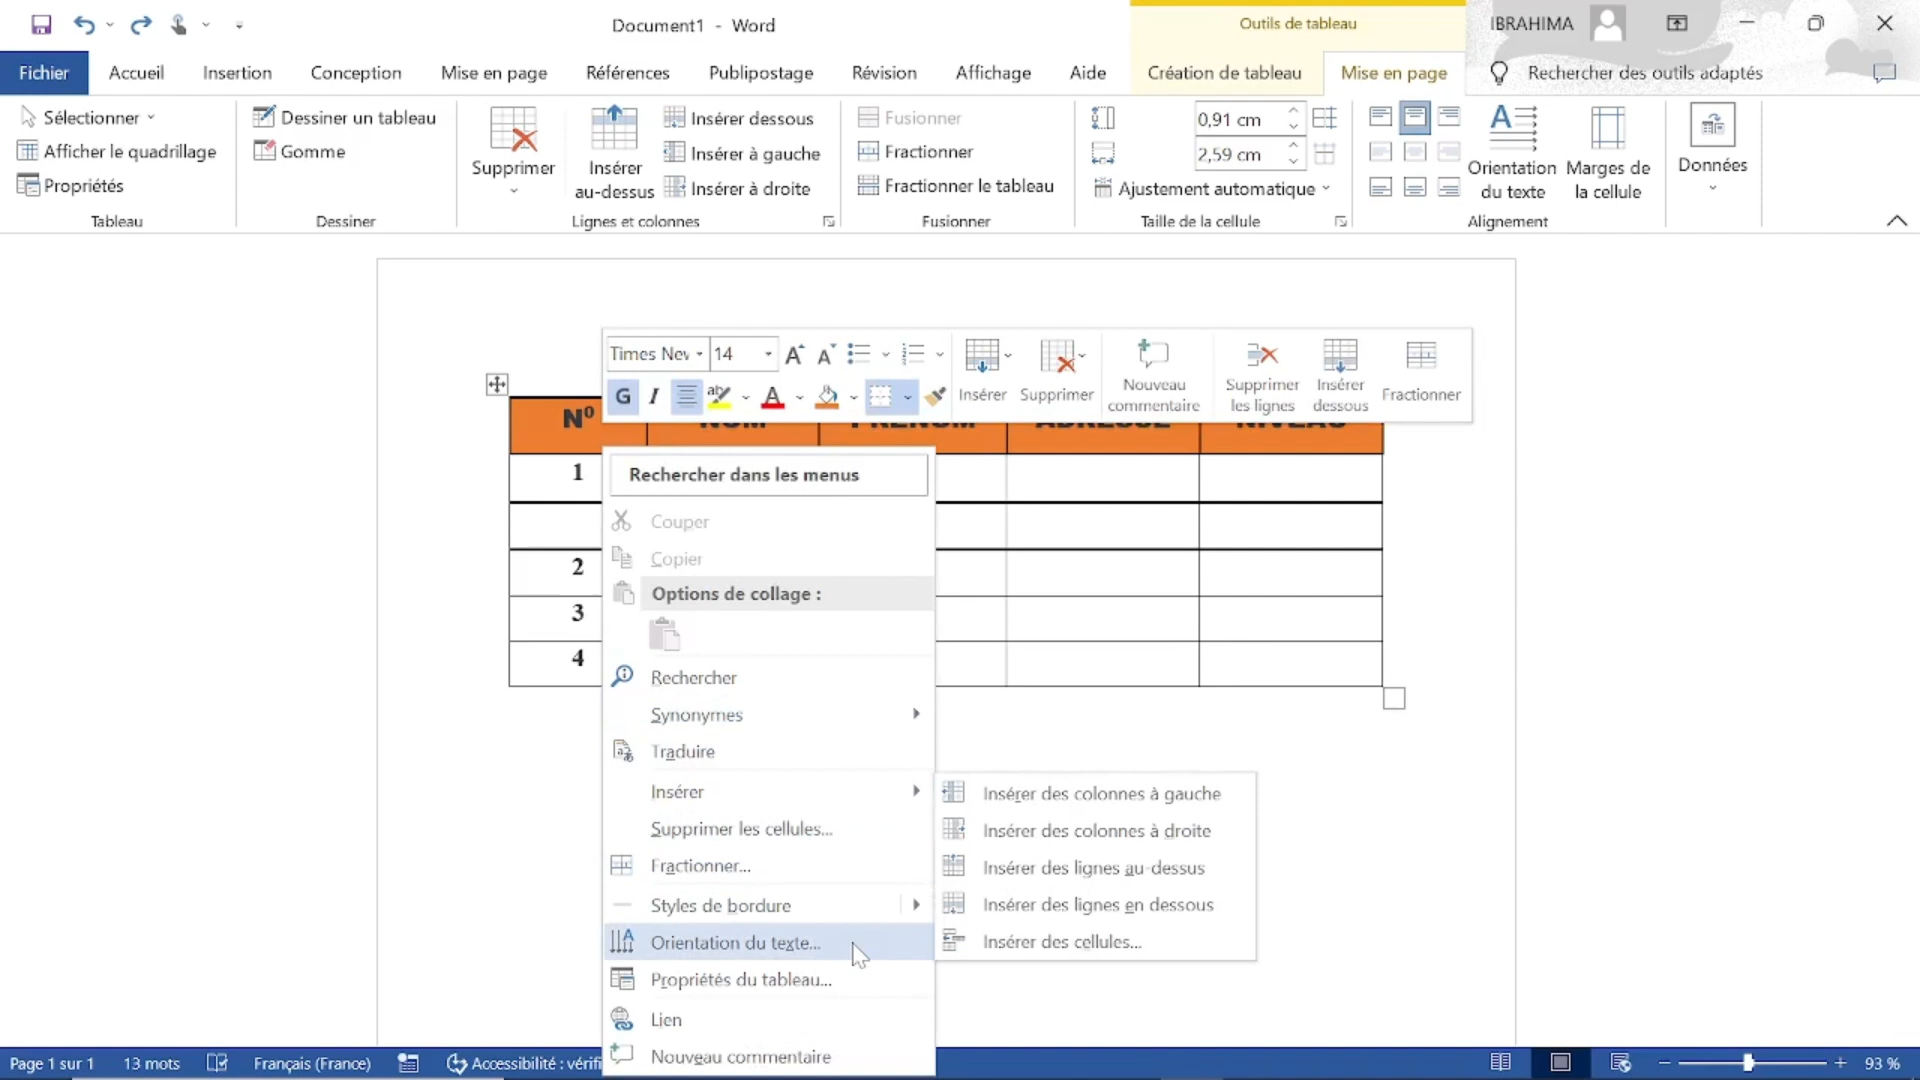 Document1 - Word
Outils de tableau
IBRAHIMA
Fichier
Accueil
Insertion
Conception
Mise en page
Références
Publipostage
Révision
Affichage
Aide
Création de tableau
Mise en page
Rechercher des outils adaptés
Sélectionner
Afficher le quadrillage
Propriétés
Tableau
Dessiner un tableau
Gomme
Dessiner
Supprimer
Insérer
au-dessus
Insérer dessous
Insérer à gauche
Insérer à droite
Lignes et colonnes
Fusionner
Fractionner
Fractionner le tableau
Fusionner
0,91 cm
2,59 cm
Ajustement automatique
Taille de la cellule
Orientation
du texte
Marges de
la cellule
Alignement
Données
Times Nev
14
G
I
Insérer
Supprimer
Nouveau
commentaire
Supprimer
les lignes
Insérer
dessous
Fractionner
N⁰ NOM PRENOM ADRESSE NIVEAU
1
2
3
4
Rechercher dans les menus
Couper
Copier
Options de collage :
Rechercher
Synonymes
Traduire
Insérer
Supprimer les cellules...
Fractionner...
Styles de bordure
Orientation du texte...
Propriétés du tableau...
Lien
Nouveau commentaire
Insérer des colonnes à gauche
Insérer des colonnes à droite
Insérer des lignes au-dessus
Insérer des lignes en dessous
Insérer des cellules...
Page 1 sur 1
13 mots
Français (France)
Accessibilité : vérifi
93 %